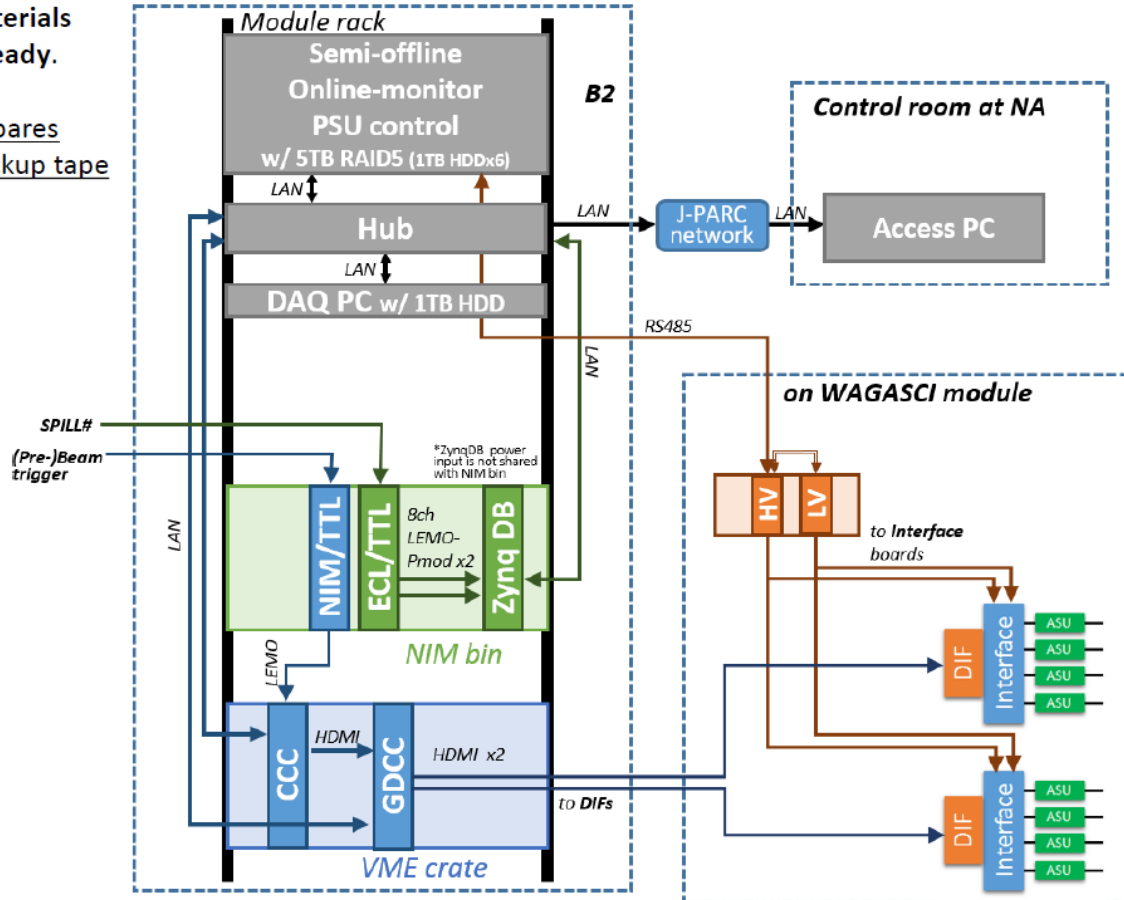 terials
eady.
pares
kup tape
Module rack
Semi-offline
Online-monitor
PSU control
w/ 5TB RAID5 (1TB HDDx6)
B2
Control room at NA
LAN
Hub
LAN
J-PARC
network
LAN
Access PC
LAN
DAQ PC w/ 1TB HDD
RS485
LAN
on WAGASCI module
SPILL#
(Pre-)Beam
trigger
*ZynqDB power
input is not shared
with NIM bin
HV
LV
to Interface
boards
LAN
NIM/TTL
ECL/TTL
8ch
LEMO-
Pmod x2
Zynq DB
NIM bin
LEMO
DIF
Interface
ASU
ASU
ASU
ASU
CCC
HDMI
GDCC
HDMI x2
to DIFs
VME crate
DIF
Interface
ASU
ASU
ASU
ASU